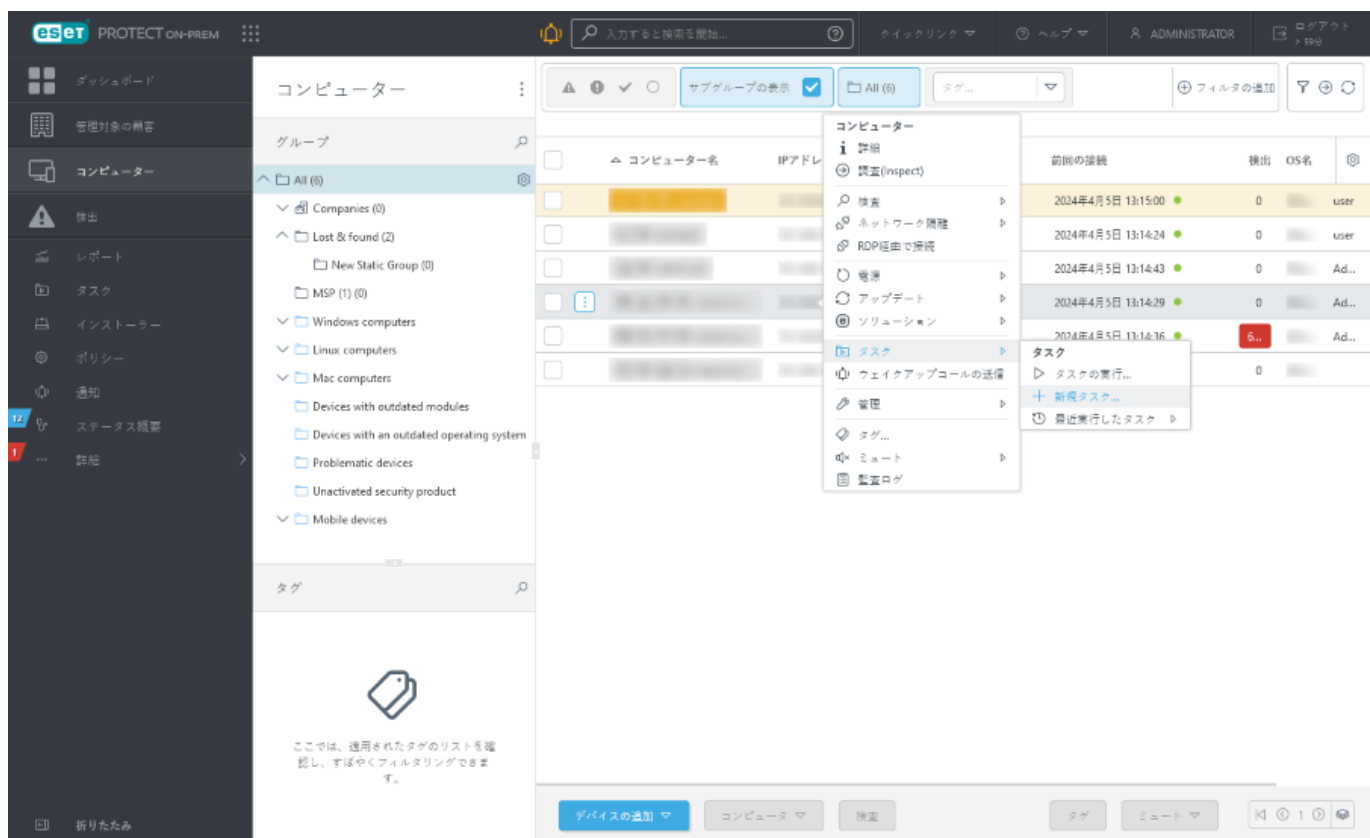 eset PROTECT ON-PREM
入力すると検索を開始...
クイックリンク
ヘルプ
ADMINISTRATOR
ログアウト
> 59分
ダッシュボード
管理対象の顧客
コンピューター
検出
レポート
タスク
インストーラー
ポリシー
通知
12
ステータス概要
1
詳細
折りたたみ
コンピューター
グループ
All (6)
Companies (0)
Lost & found (2)
New Static Group (0)
MSP (1) (0)
Windows computers
Linux computers
Mac computers
Devices with outdated modules
Devices with an outdated operating system
Problematic devices
Unactivated security product
Mobile devices
タグ
ここでは、適用されたタグのリストを確
認し、すばやくフィルタリングできま
す。
サブグループの表示
All (6)
タグ...
フィルタの追加
コンピューター名
IPアドレ
前回の接続
検出
OS名
2024年4月5日 13:15:00
0
user
2024年4月5日 13:14:24
0
user
2024年4月5日 13:14:43
0
Ad...
2024年4月5日 13:14:29
0
Ad...
2024年4月5日 13:14:36
6...
Ad...
0
コンピューター
詳細
調査(Inspect)
検査
ネットワーク隔離
RDP経由で接続
電源
アップデート
ソリューション
タスク
ウェイクアップコールの送信
管理
タグ...
ミュート
監査ログ
タスク
タスクの実行...
新規タスク...
最近実行したタスク
デバイスの追加
コンピュータ
検査
タグ
ミュート
1